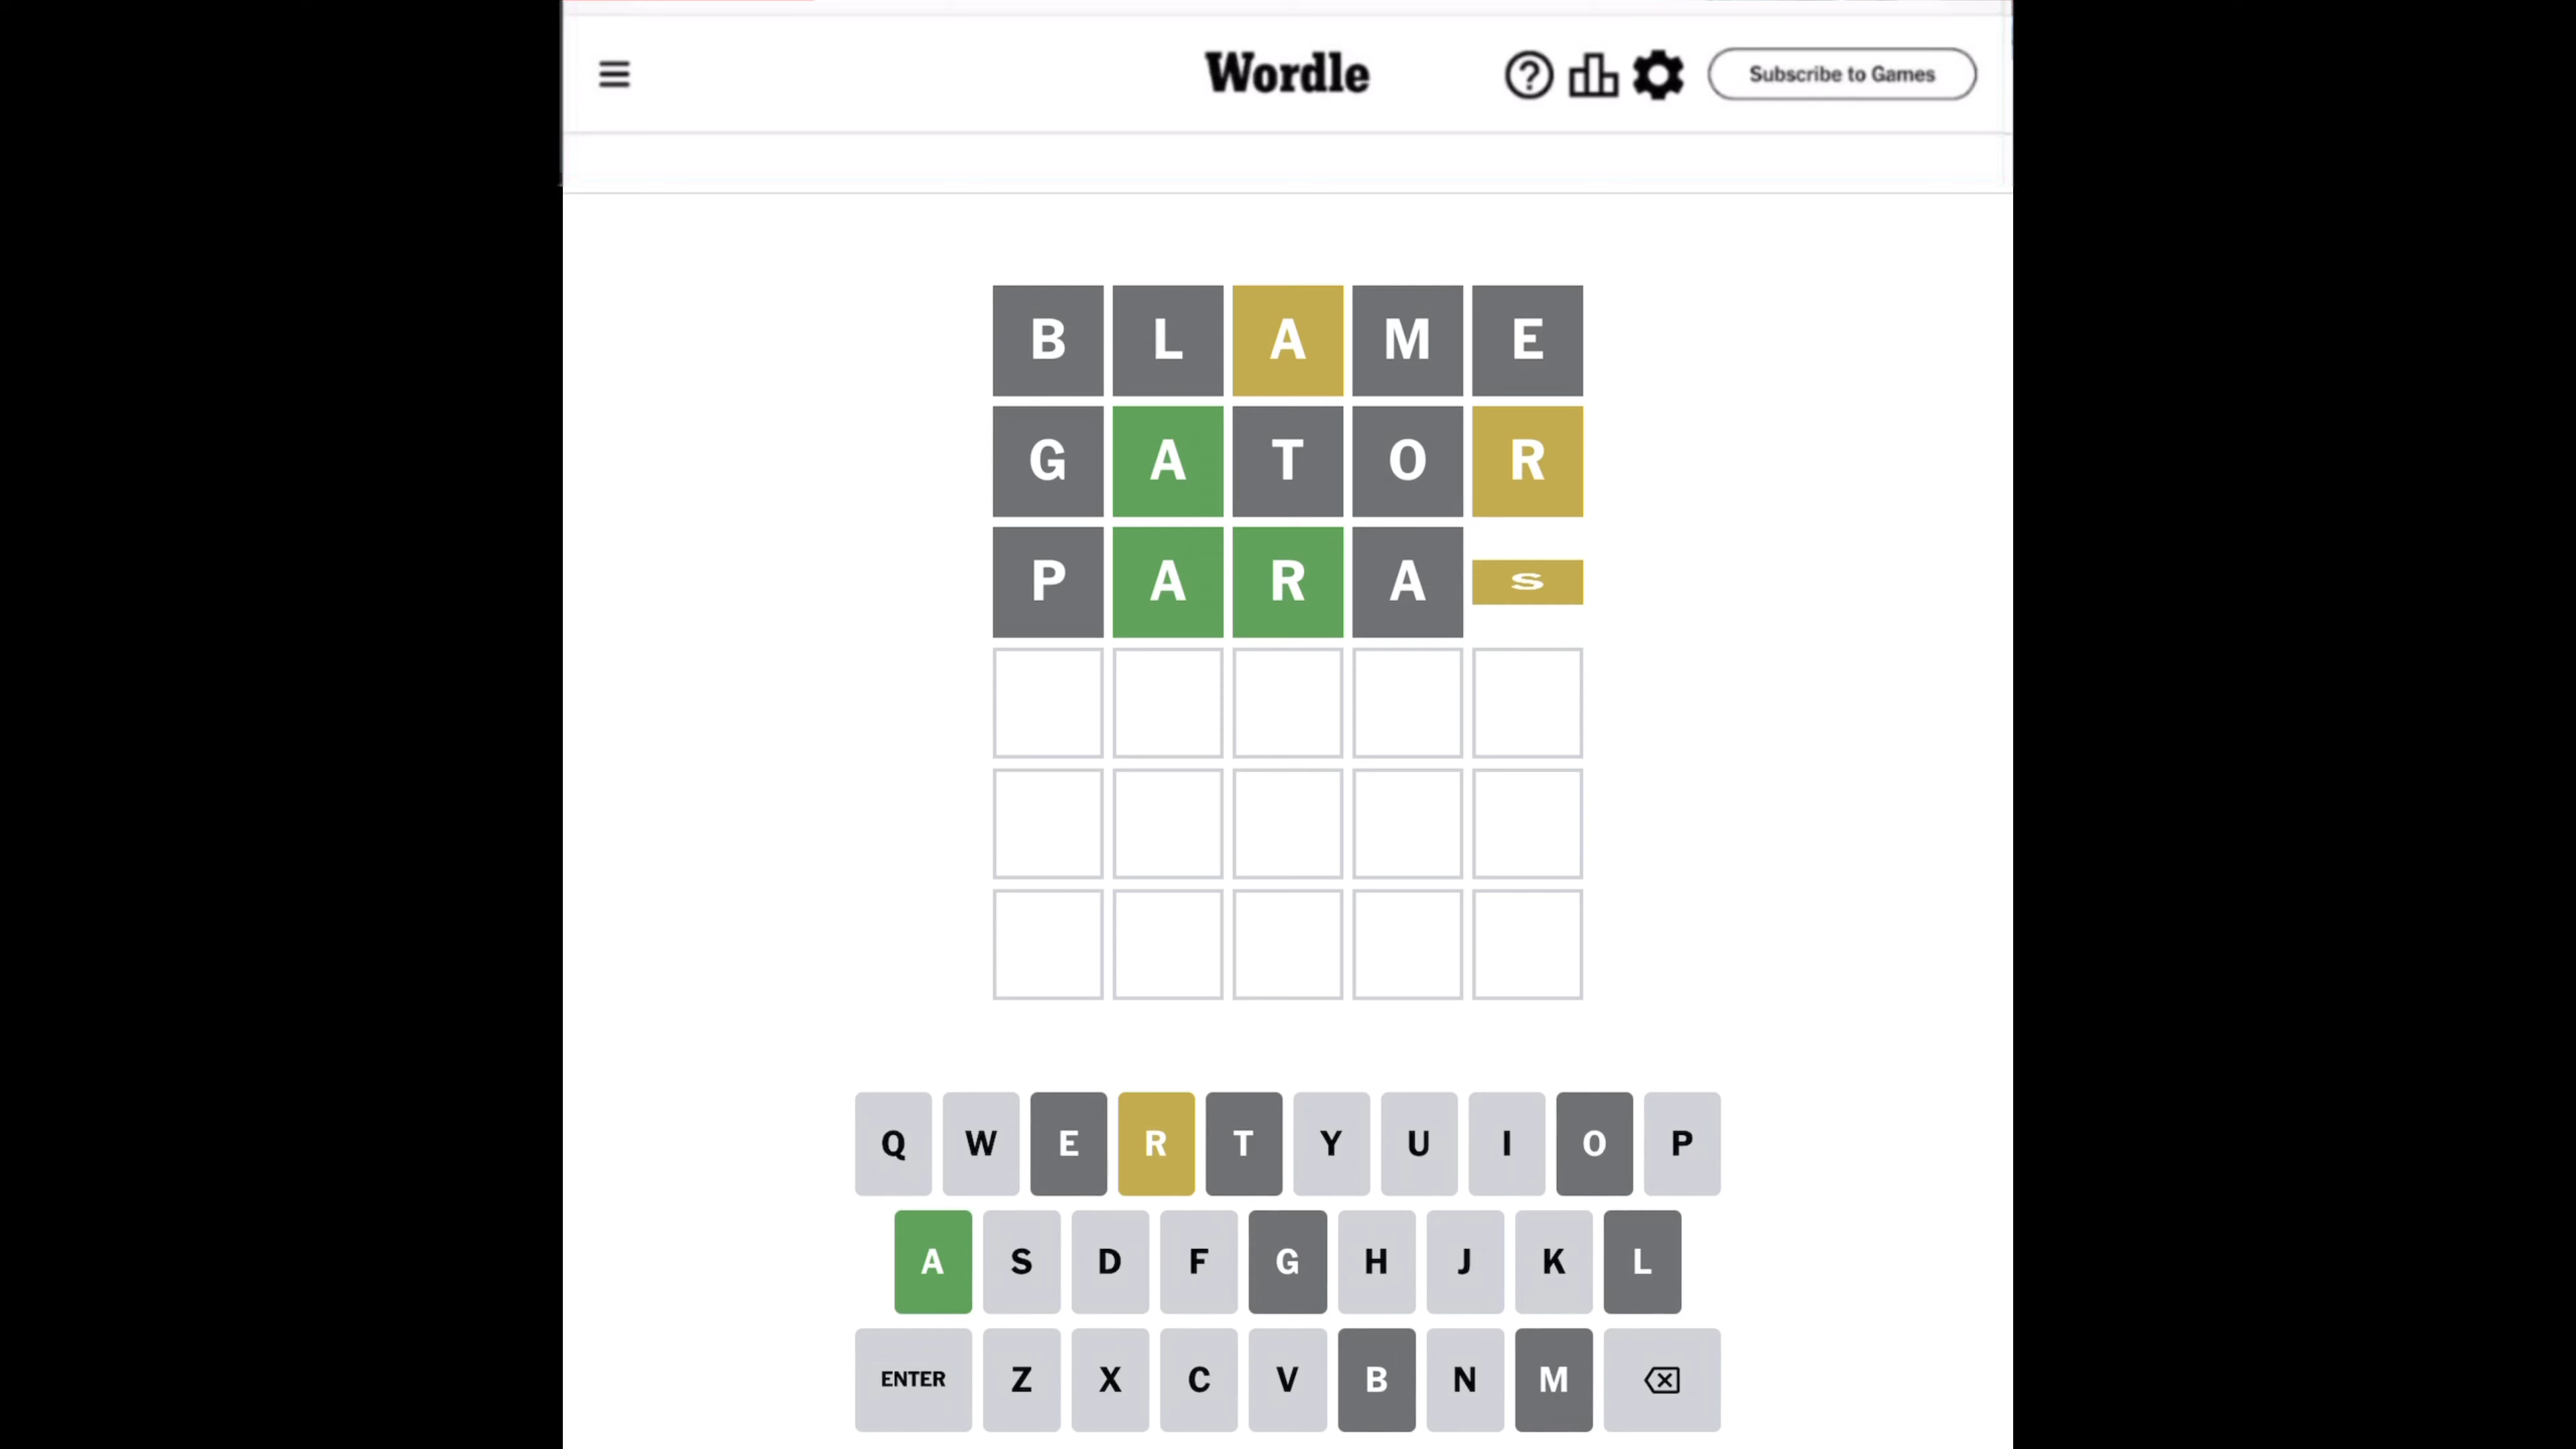 Wordle
Subscribe to Games
B L A M E
G A T O R
P A R A S
Q W E R T Y U I O P
A S D F G H J K L
ENTER Z X C V B N M